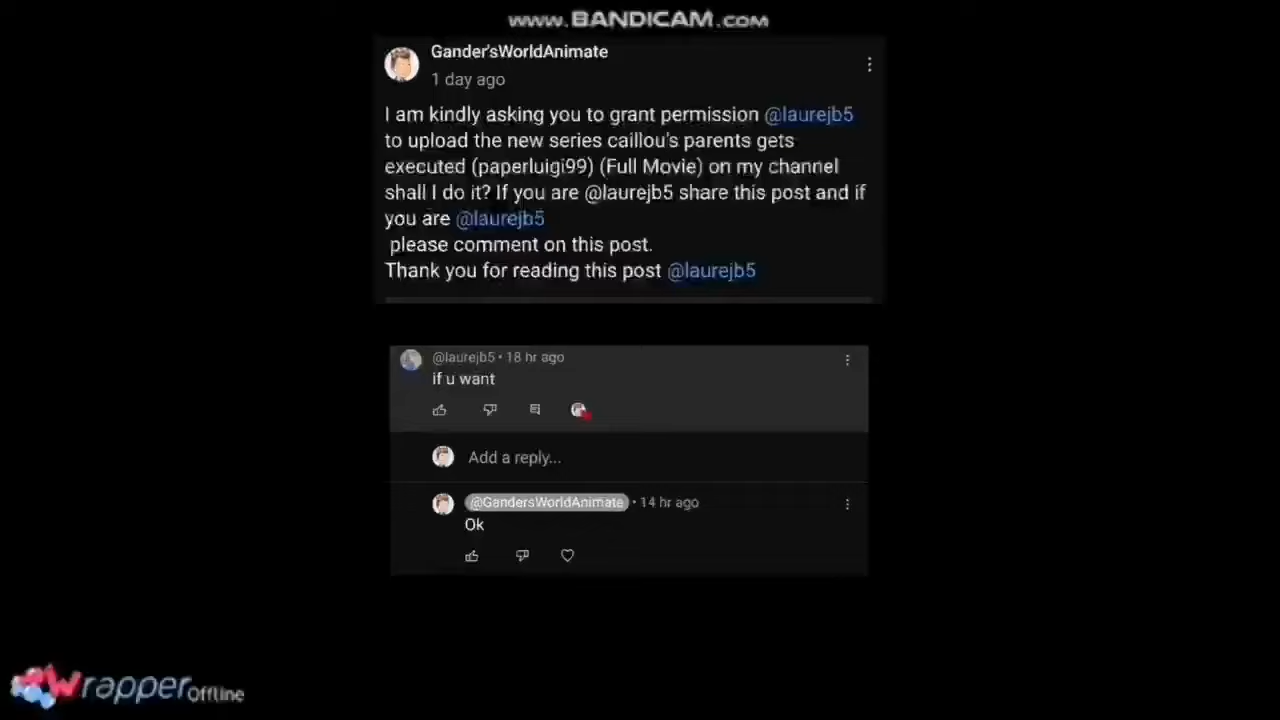 www.BANDICAM.com
Gander'sWorldAnimate
1 day ago
I am kindly asking you to grant permission @laurejb5
to upload the new series caillou's parents gets
executed (paperluigi99) (Full Movie) on my channel
shall I do it? If you are @laurejb5 share this post and if
you are @laurejb5
please comment on this post.
Thank you for reading this post @laurejb5
@laurejb5 • 18 hr ago
if u want
Add a reply...
@GandersWorldAnimate • 14 hr ago
Ok
Wrapper Offline